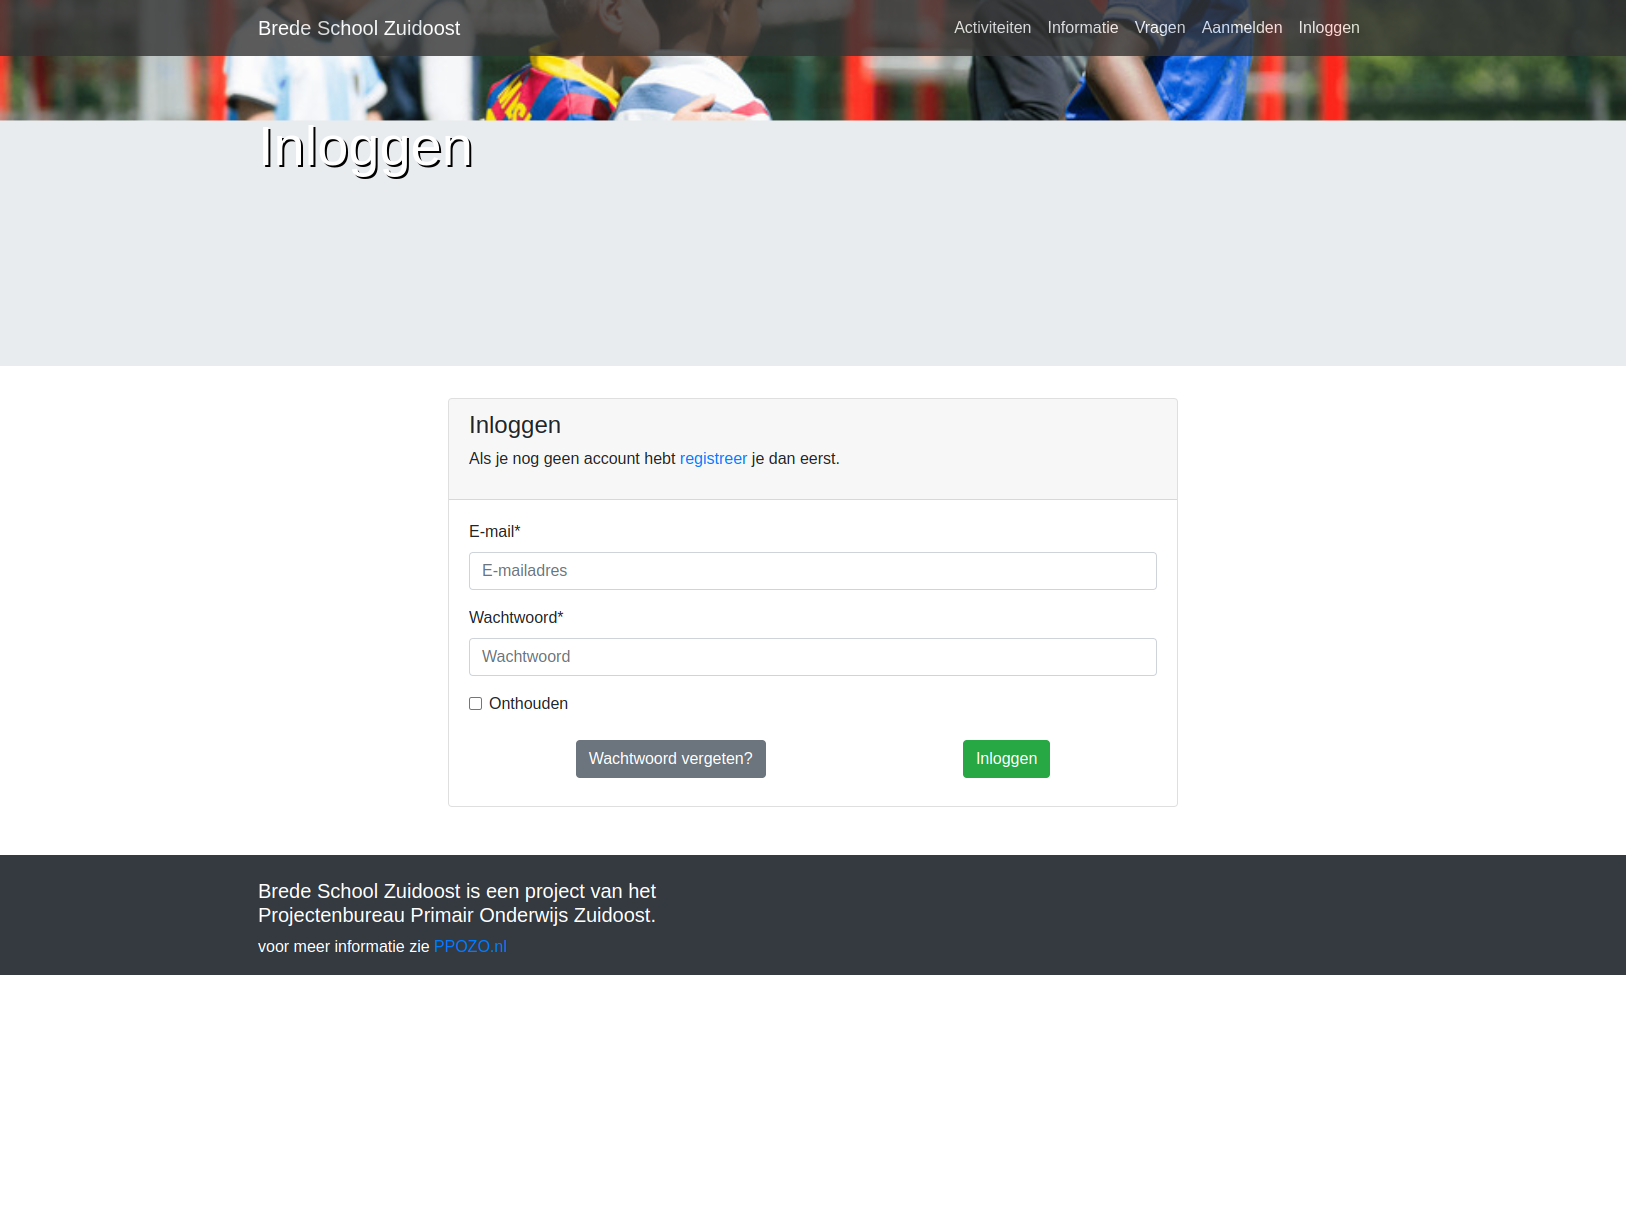 Brede School Zuidoost
Activiteiten Informatie Vragen Aanmelden Inloggen
Inloggen
Inloggen
Als je nog geen account hebt registreer je dan eerst.
E-mail*
E-mailadres
Wachtwoord*
Wachtwoord
Onthouden
Wachtwoord vergeten? Inloggen
Brede School Zuidoost is een project van het
Projectenbureau Primair Onderwijs Zuidoost.
voor meer informatie zie PPOZO.nl